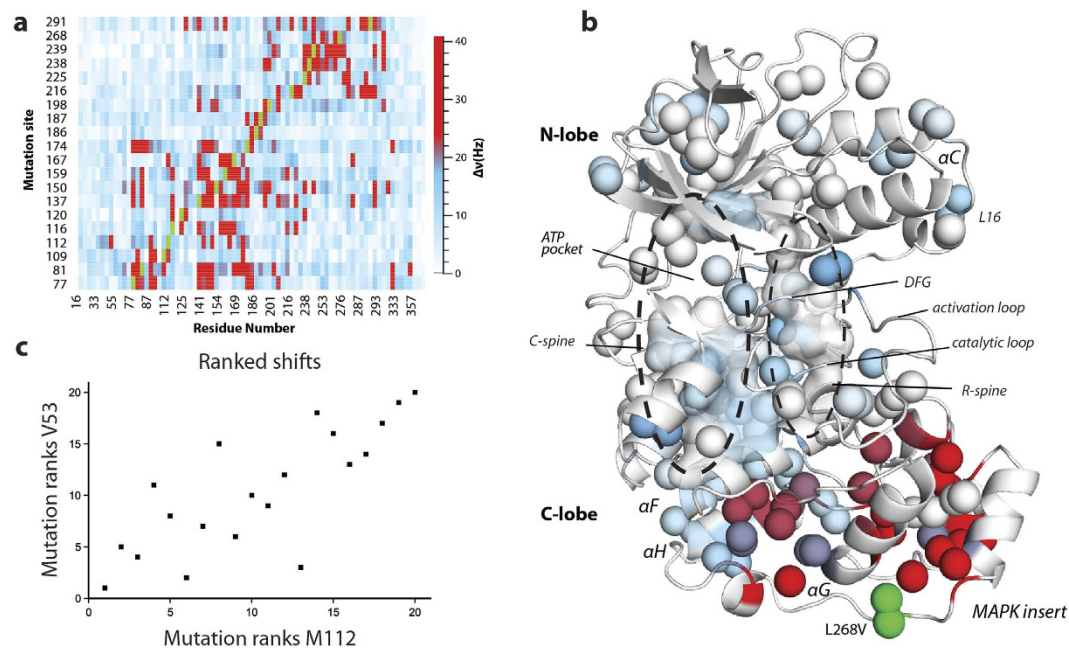 a
291
268
239
238
225
216
198
187
186
174
167
159
150
137
120
116
112
109
81
77
Mutation site
16 33 55 77 87 112 125 141 154 169 186 201 216 238 253 276 293 333 357
Residue Number
40
30
20
10
0
Δv(Hz)
b
N-lobe
αC
L16
ATP
pocket
DFG
activation loop
C-spine
catalytic loop
R-spine
C-lobe
αF
αH
αG
L268V
MAPK insert
c
Ranked shifts
20
15
10
5
0
Mutation ranks V53
0 5 10 15 20
Mutation ranks M112